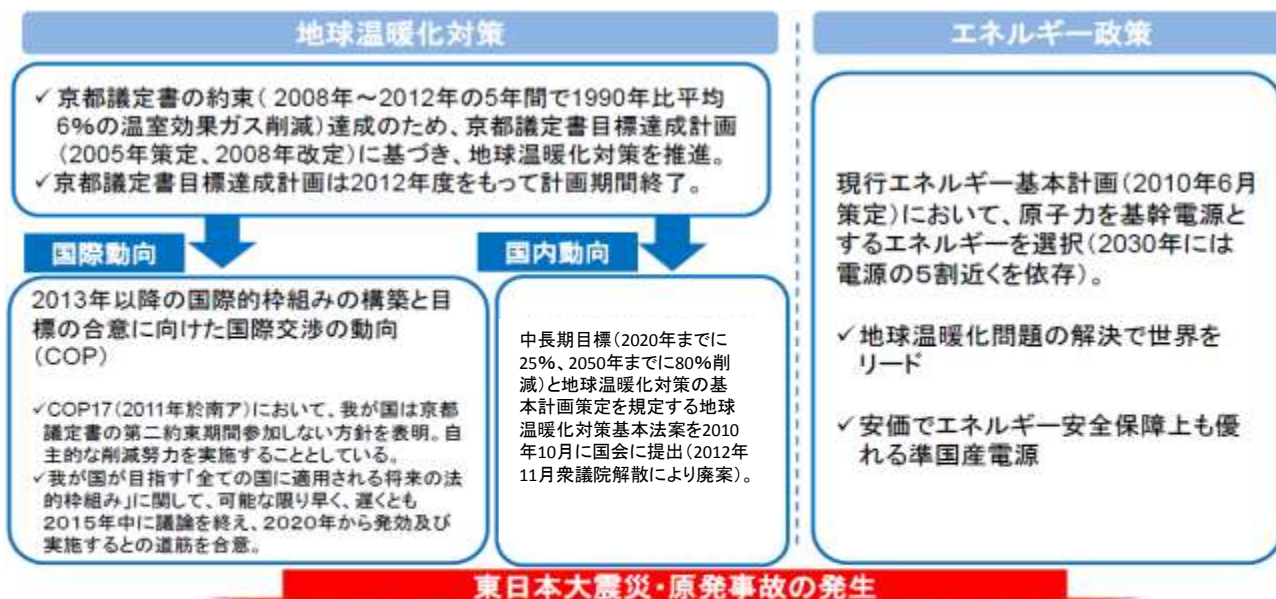 地球温暖化対策
✓京都議定書の約束（2008年～2012年の5年間で1990年比平均
6%の温室効果ガス削減）達成のため、京都議定書目標達成計画
（2005年策定、2008年改定）に基づき、地球温暖化対策を推進。
✓京都議定書目標達成計画は2012年度をもって計画期間終了。
国際動向
2013年以降の国際的枠組みの構築と目
標の合意に向けた国際交渉の動向
（COP）
✓COP17（2011年於南ア）において、我が国は京都
議定書の第二約束期間参加しない方針を表明。自
主的な削減努力を実施することとしている。
✓我が国が目指す「全ての国に適用される将来の法
的枠組み」に関して、可能な限り早く、遅くとも
2015年中に議論を終え、2020年から発効及び
実施するとの道筋を合意。
国内動向
中長期目標（2020年までに
25%、2050年までに80%削
減）と地球温暖化対策の基
本計画策定を規定する地球
温暖化対策基本法案を2010
年10月に国会に提出（2012年
11月衆議院解散により廃案）。
エネルギー政策
現行エネルギー基本計画（2010年6月
策定）において、原子力を基幹電源と
するエネルギーを選択（2030年には
電源の5割近くを依存）。
✓地球温暖化問題の解決で世界を
リード
✓安価でエネルギー安全保障上も優
れる準国産電源
東日本大震災・原発事故の発生